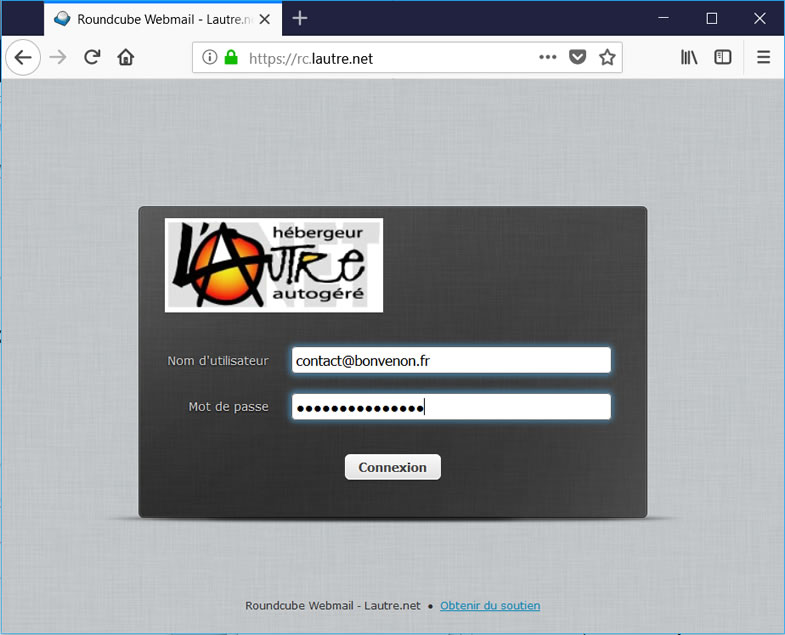 Roundcube Webmail - Lautre.n
https://rc.lautre.net
hébergeur
L'Autre
NET
autogéré
Nom d'utilisateur
contact@bonvenon.fr
Mot de passe
•••••••••••••••
Connexion
Roundcube Webmail - Lautre.net • Obtenir du soutien